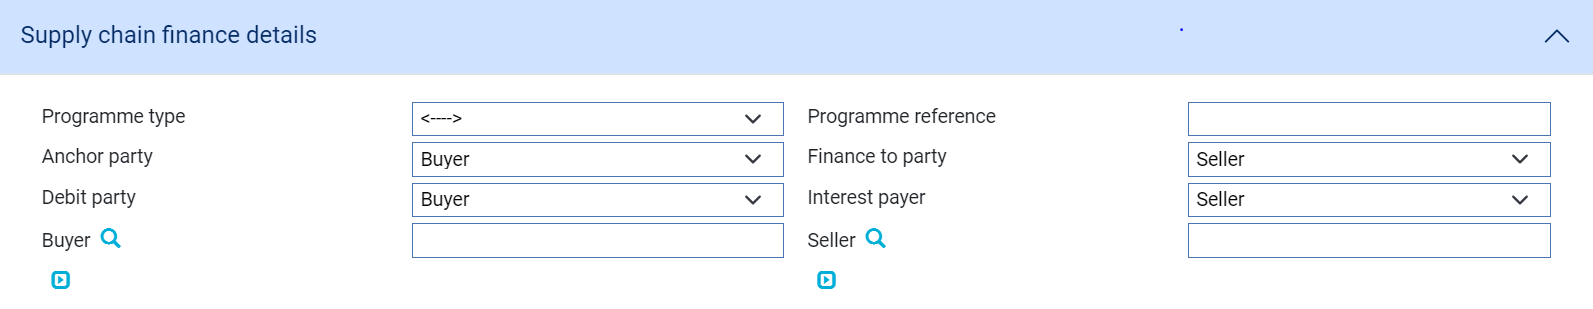 Supply chain finance details
Programme type <----> Programme reference
Anchor party Buyer Finance to party Seller
Debit party Buyer Interest payer Seller
Buyer Seller